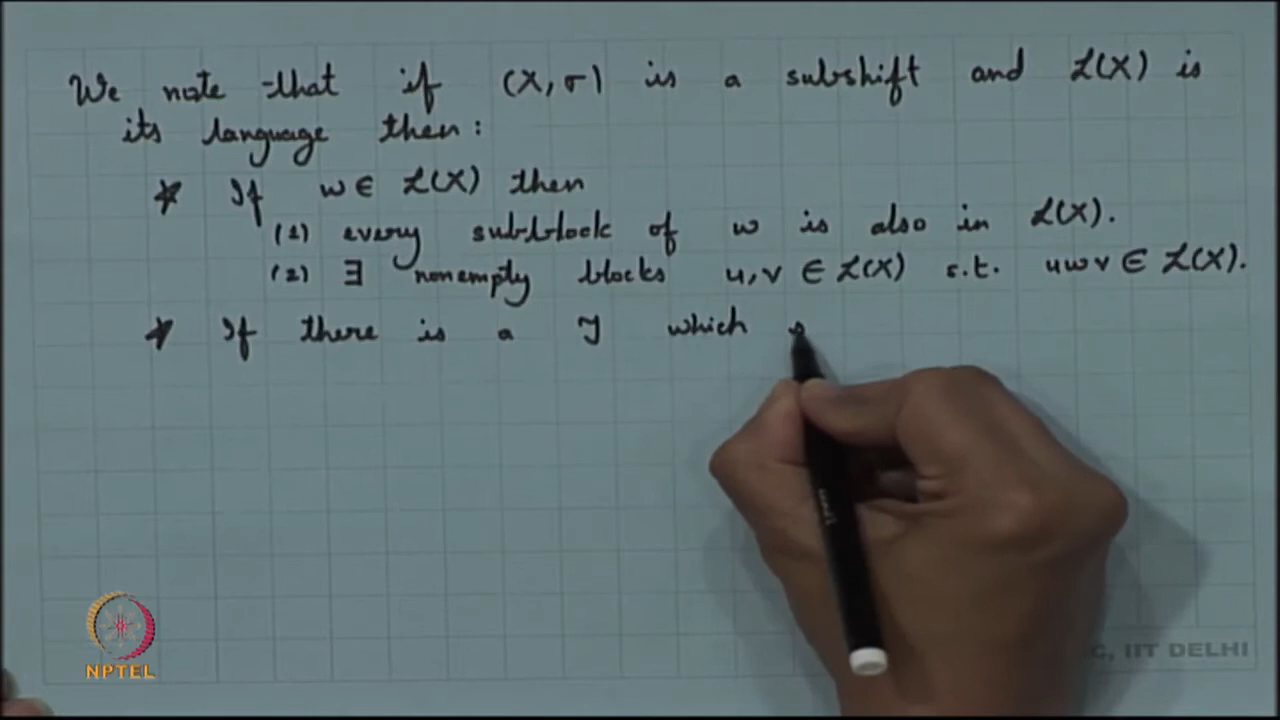 We note that if (X, σ) is a subshift and ℒ(X) is
its language then:
* If w ∈ ℒ(X) then
(1) every subblock of w is also in ℒ(X).
(2) ∃ nonempty blocks u, v ∈ ℒ(X) s.t. uwv ∈ ℒ(X).
* If there is a which
NPTEL
C, IIT DELHI